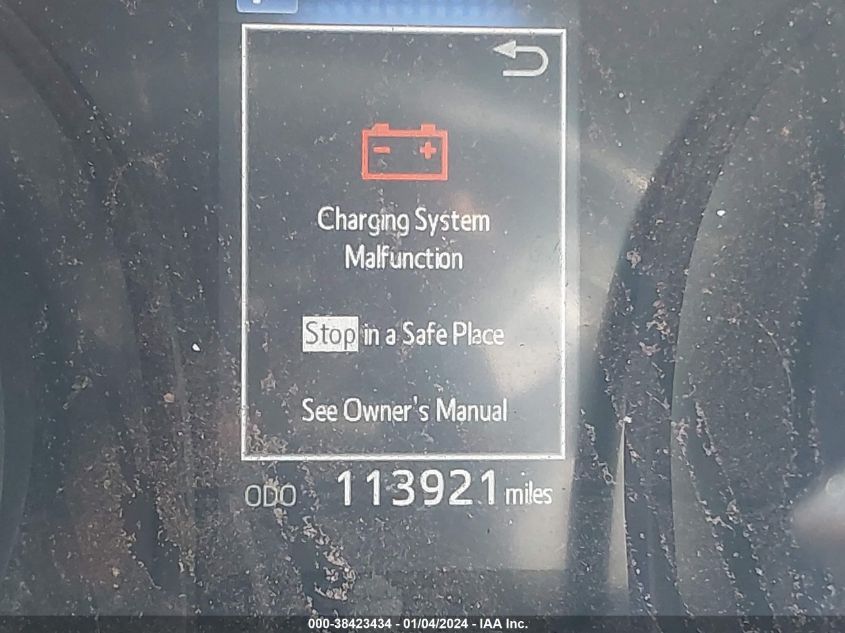 Charging System
Malfunction
Stop in a Safe Place
See Owner's Manual
ODO 113921 miles
000-38423434 - 01/04/2024 - IAA Inc.